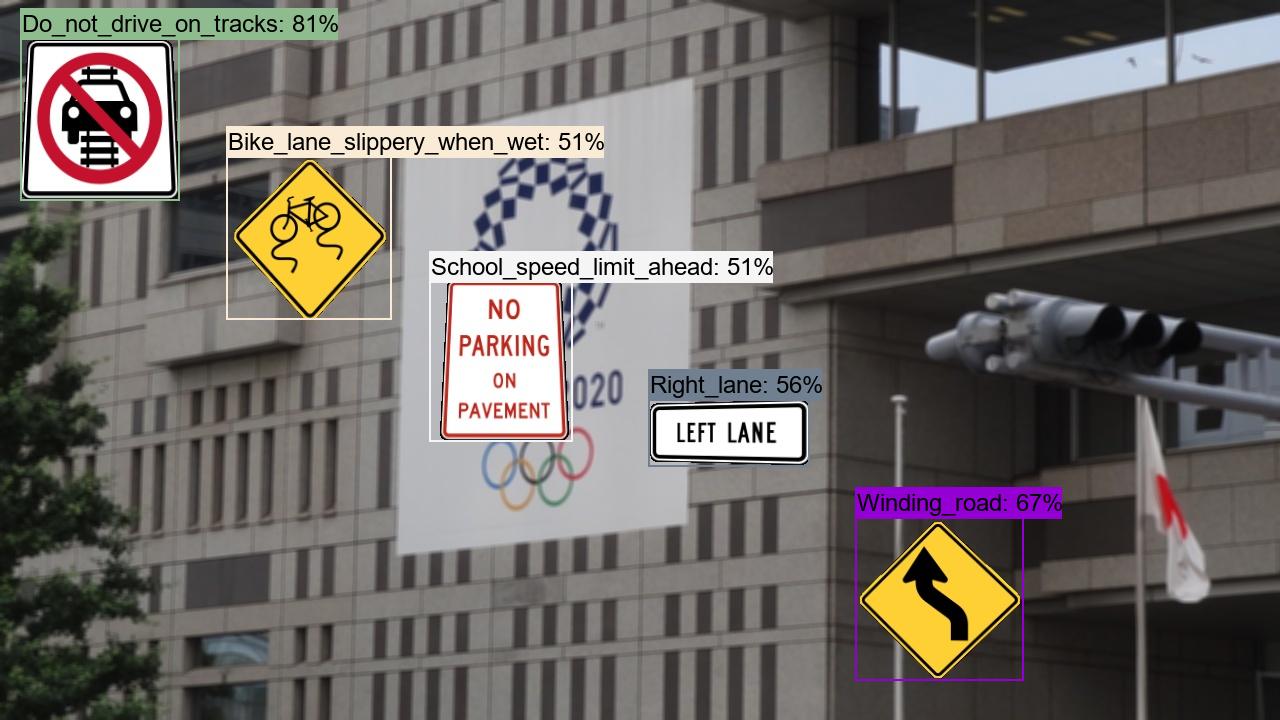 Do_not_drive_on_tracks: 81%
Bike_lane_slippery_when_wet: 51%
School_speed_limit_ahead: 51%
NO
PARKING
ON
PAVEMENT
2020
Right_lane: 56%
LEFT LANE
Winding_road: 67%